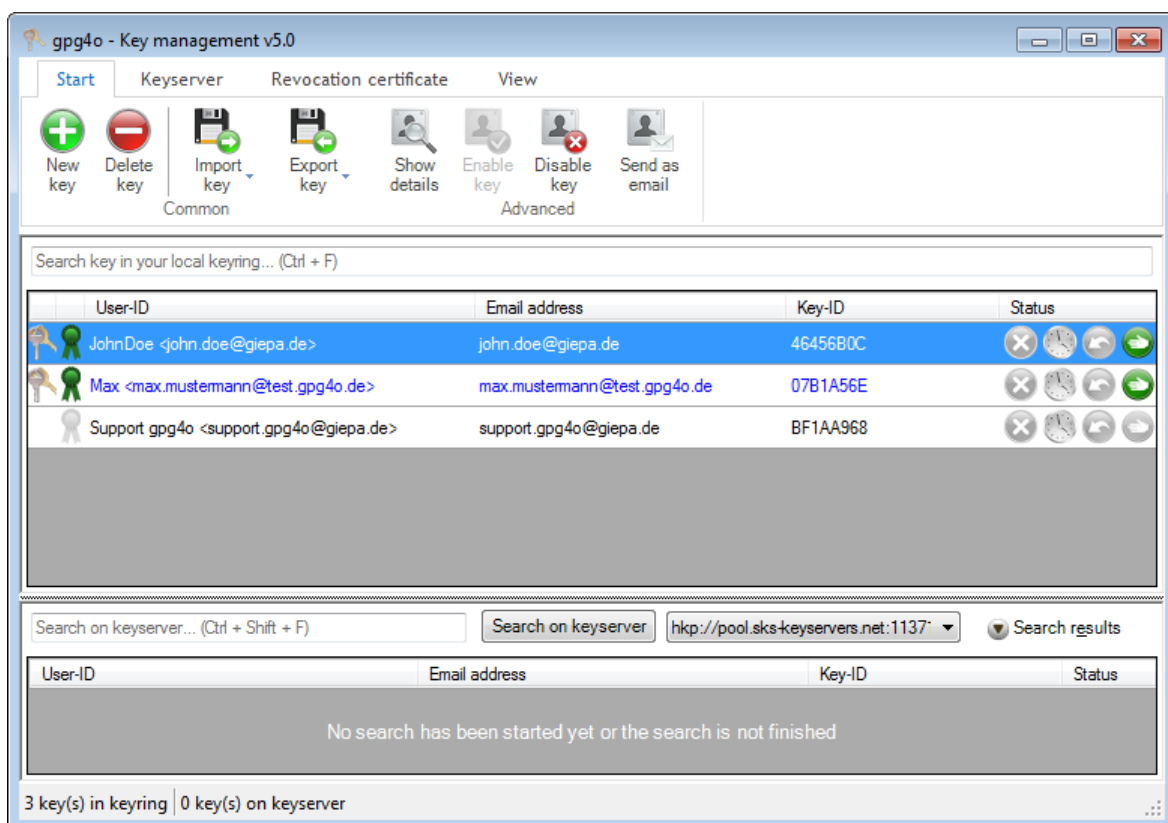 gpg4o - Key management v5.0
Start Keyserver Revocation certificate View
New key Delete key Import key Export key Show details Enable key Disable key Send as email
Common Advanced
Search key in your local keyring... (Ctrl + F)
User-ID Email address Key-ID Status
JohnDoe <john.doe@giepa.de> john.doe@giepa.de 46456B0C
Max <max.mustermann@test.gpg4o.de> max.mustermann@test.gpg4o.de 07B1A56E
Support gpg4o <support.gpg4o@giepa.de> support.gpg4o@giepa.de BF1AA968
Search on keyserver... (Ctrl + Shift + F) Search on keyserver hkp://pool.sks-keyservers.net:11371 Search results
User-ID Email address Key-ID Status
No search has been started yet or the search is not finished
3 key(s) in keyring 0 key(s) on keyserver